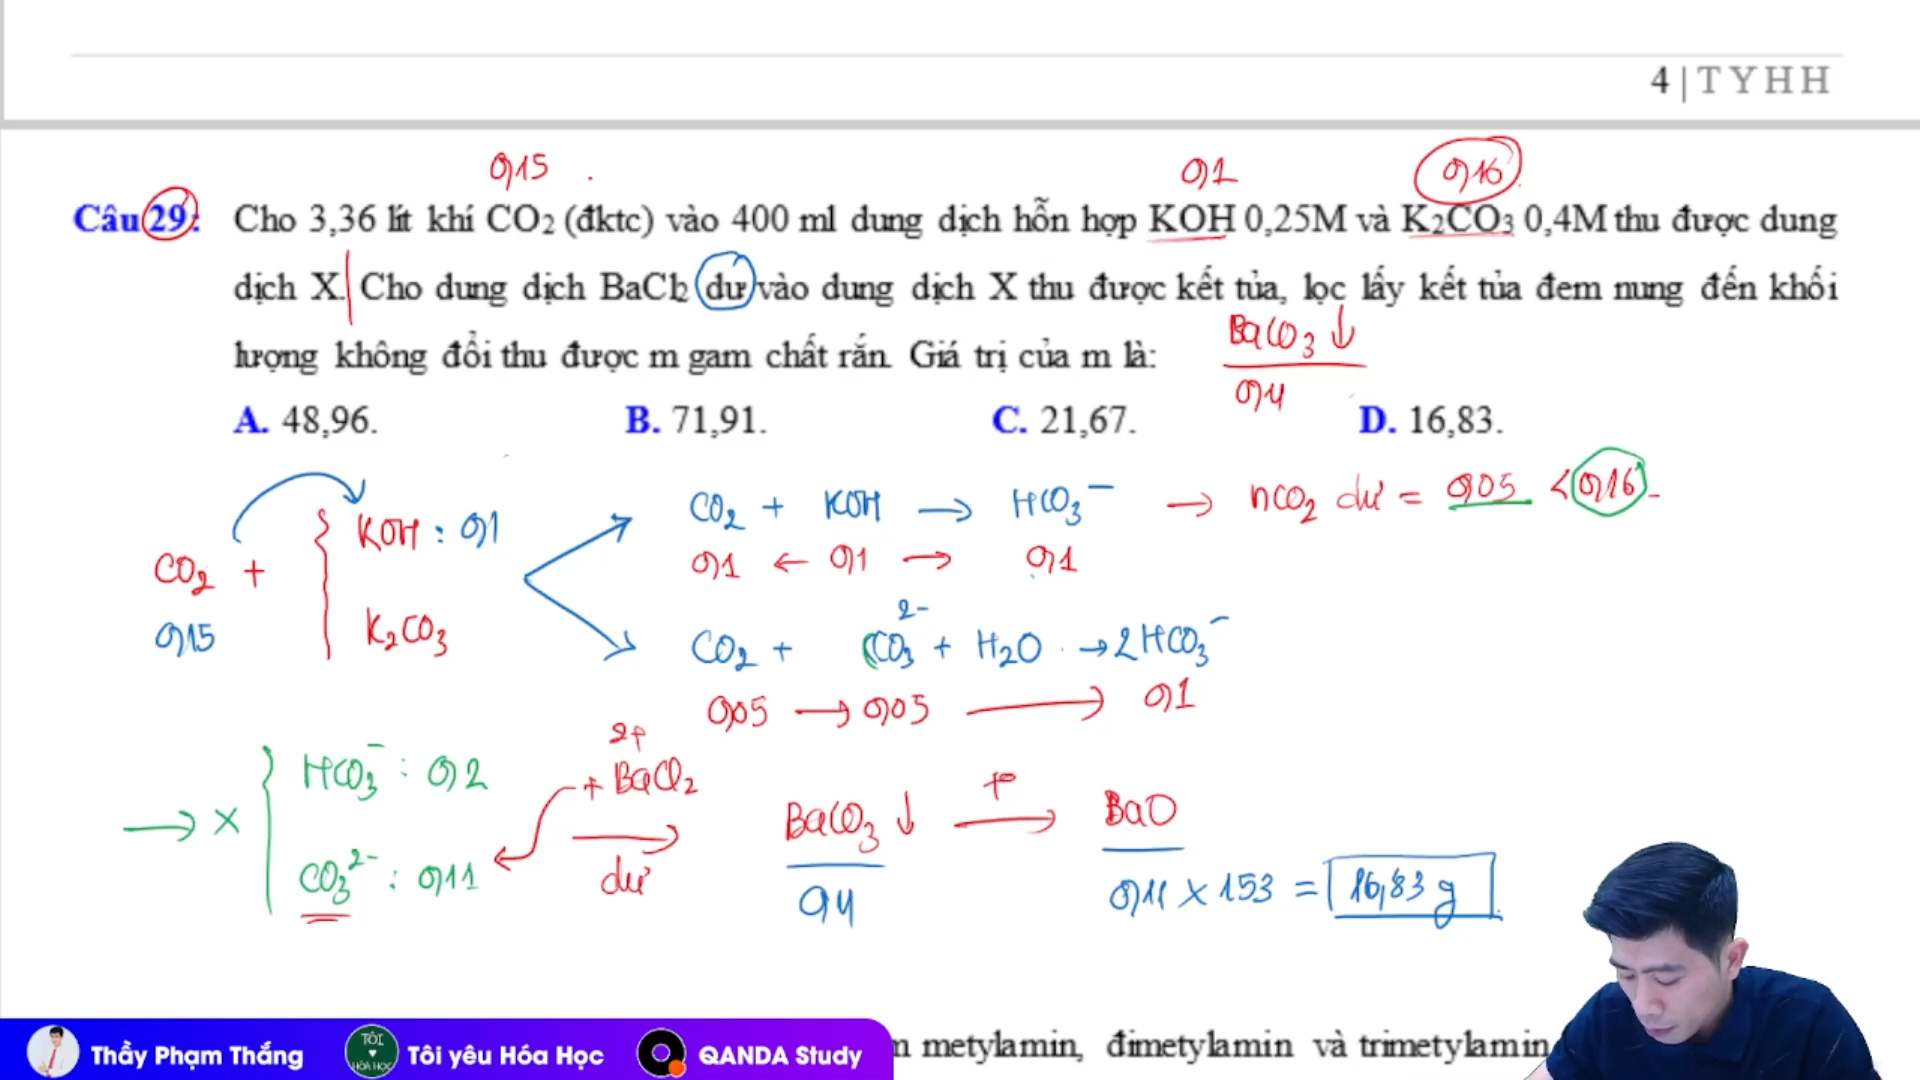 4 | T Y H H
0,15 .
0,1
0,16
Câu 29: Cho 3,36 lít khí CO2 (đktc) vào 400 ml dung dịch hỗn hợp KOH 0,25M và K2CO3 0,4M thu được dung
dịch X. Cho dung dịch BaCl2 dư vào dung dịch X thu được kết tủa, lọc lấy kết tủa đem nung đến khối
lượng không đổi thu được m gam chất rắn. Giá trị của m là:
BaCO3 ↓
0,11
A. 48,96. B. 71,91. C. 21,67. D. 16,83.
CO2 + KOH → HCO3⁻ → nCO2 dư = 0,05 < 0,16
KOH : 0,1
0,1 ← 0,1 → 0,1
CO2 +
0,15
K2CO3
CO2 + CO3²⁻ + H2O → 2HCO3⁻
0,05 → 0,05 → 0,1
→ X
HCO3⁻ : 0,2
CO3²⁻ : 0,11
2+
+ BaCl2
dư
BaCO3 ↓ → BaO
0,11
0,11 × 153 = 16,83 g
Thầy Phạm Thắng
TÔI
HÓA HỌC
Tôi yêu Hóa Học
QANDA Study
metylamin, đimetylamin và trimetylamin